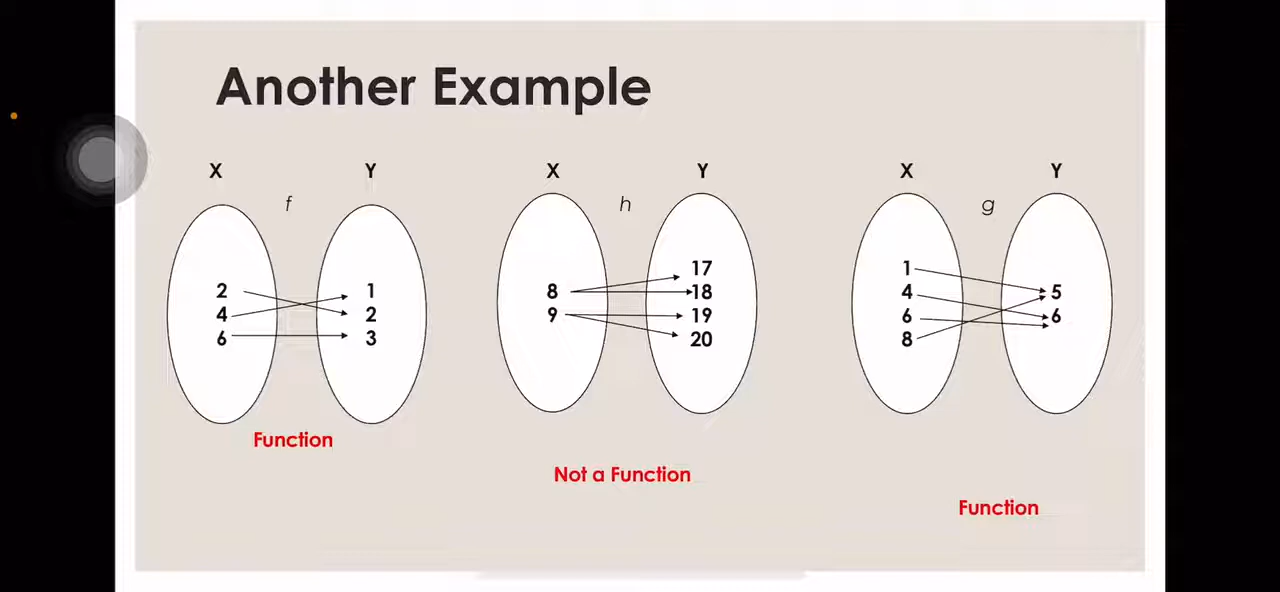 Another Example
X Y
f
2 1
4 2
6 3
Function
X Y
h
17
8 18
9 19
20
Not a Function
X Y
g
1
4 5
6 6
8
Function